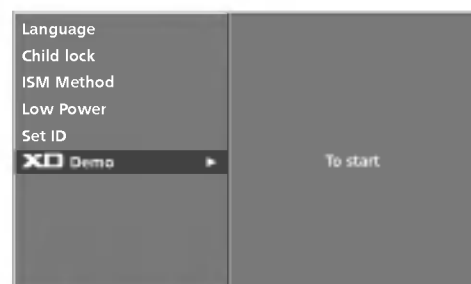 Language
Child lock
ISM Method
Low Power
Set ID
XD Demo
To start